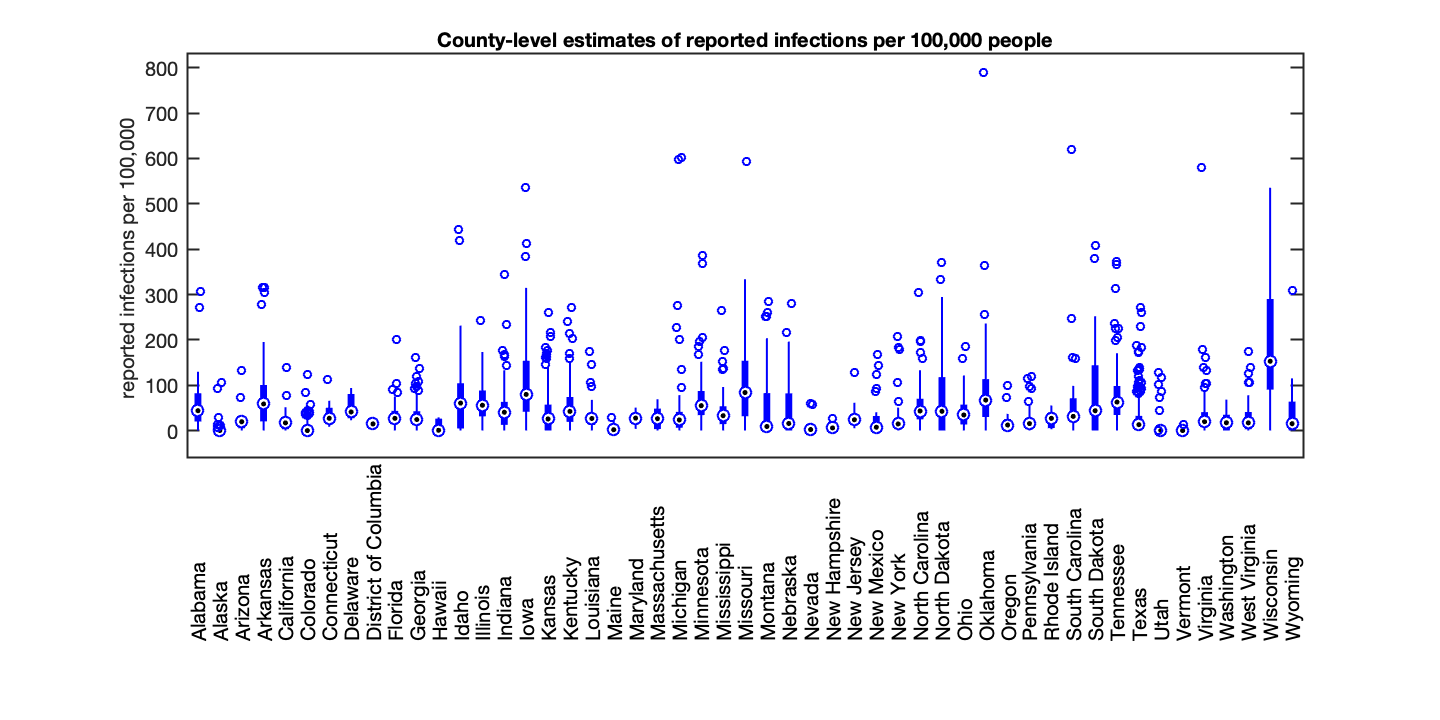 County-level estimates of reported infections per 100,000 people
reported infections per 100,000
800
700
600
500
400
300
200
100
0
Alabama
Alaska
Arizona
Arkansas
California
Colorado
Connecticut
Delaware
District of Columbia
Florida
Georgia
Hawaii
Idaho
Illinois
Indiana
Iowa
Kansas
Kentucky
Louisiana
Maine
Maryland
Massachusetts
Michigan
Minnesota
Mississippi
Missouri
Montana
Nebraska
Nevada
New Hampshire
New Jersey
New Mexico
New York
North Carolina
North Dakota
Ohio
Oklahoma
Oregon
Pennsylvania
Rhode Island
South Carolina
South Dakota
Tennessee
Texas
Utah
Vermont
Virginia
Washington
West Virginia
Wisconsin
Wyoming